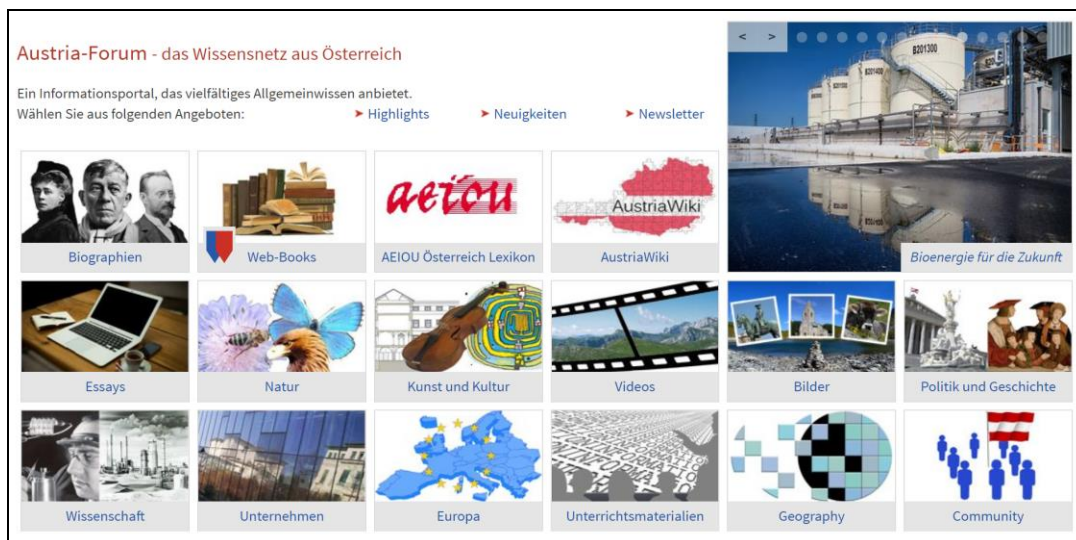 Austria-Forum - das Wissensnetz aus Österreich
Ein Informationsportal, das vielfältiges Allgemeinwissen anbietet.
Wählen Sie aus folgenden Angeboten:
➤ Highlights
➤ Neuigkeiten
➤ Newsletter
< >
B201300
B201400
Bioenergie für die Zukunft
aeiou
AustriaWiki
Biographien
Web-Books
AEIOU Österreich Lexikon
AustriaWiki
Essays
Natur
Kunst und Kultur
Videos
Bilder
Politik und Geschichte
Wissenschaft
Unternehmen
Europa
Unterrichtsmaterialien
Geography
Community